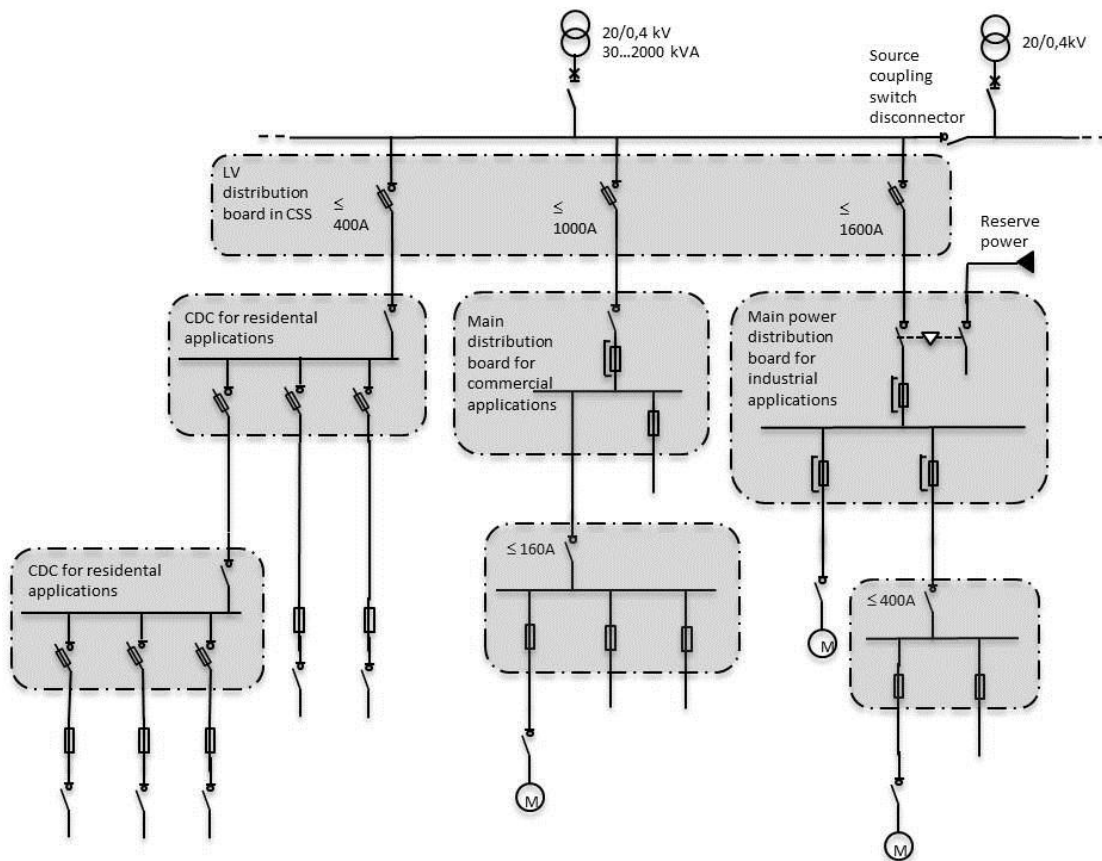 20/0,4 kV
30...2000 kVA
20/0,4kV
Source
coupling
switch
disconnector
LV
distribution
board in CSS
≤
400A
≤
1000A
≤
1600A
Reserve
power
CDC for residental
applications
Main
distribution
board for
commercial
applications
Main power
distribution
board for
industrial
applications
≤ 160A
CDC for residental
applications
≤ 400A
M
M
M